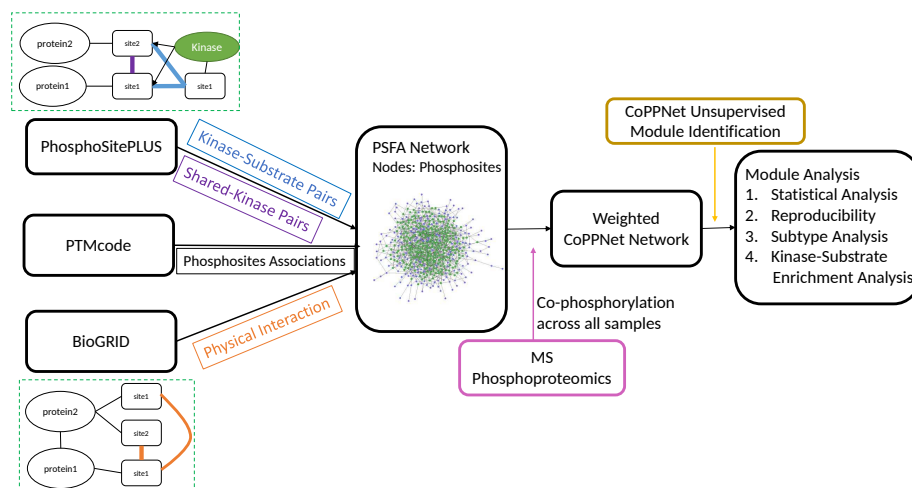 protein2
site2
Kinase
protein1
site1
site1
PhosphoSitePLUS
Kinase-Substrate Pairs
Shared-Kinase Pairs
PTMcode
Phosphosites Associations
BioGRID
Physical Interaction
protein2
site1
site2
protein1
site1
PSFA Network
Nodes: Phosphosites
Weighted
CoPPNet Network
Co-phosphorylation
across all samples
MS
Phosphoproteomics
CoPPNet Unsupervised
Module Identification
Module Analysis
1. Statistical Analysis
2. Reproducibility
3. Subtype Analysis
4. Kinase-Substrate
Enrichment Analysis